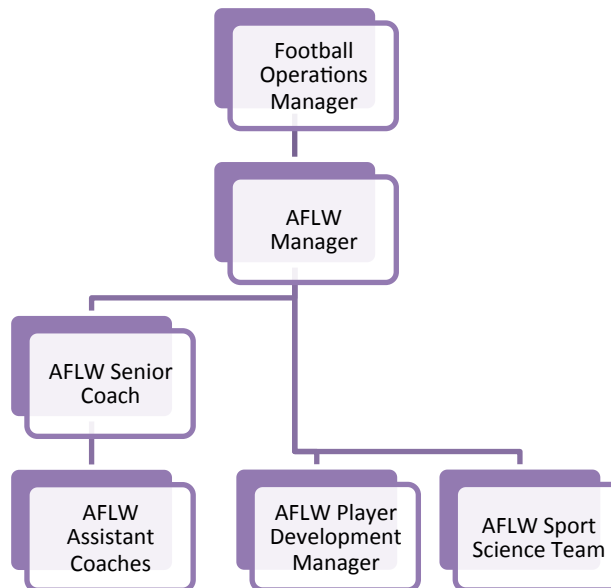 Football
Operations
Manager
AFLW
Manager
AFLW Senior
Coach
AFLW
Assistant
Coaches
AFLW Player
Development
Manager
AFLW Sport
Science Team